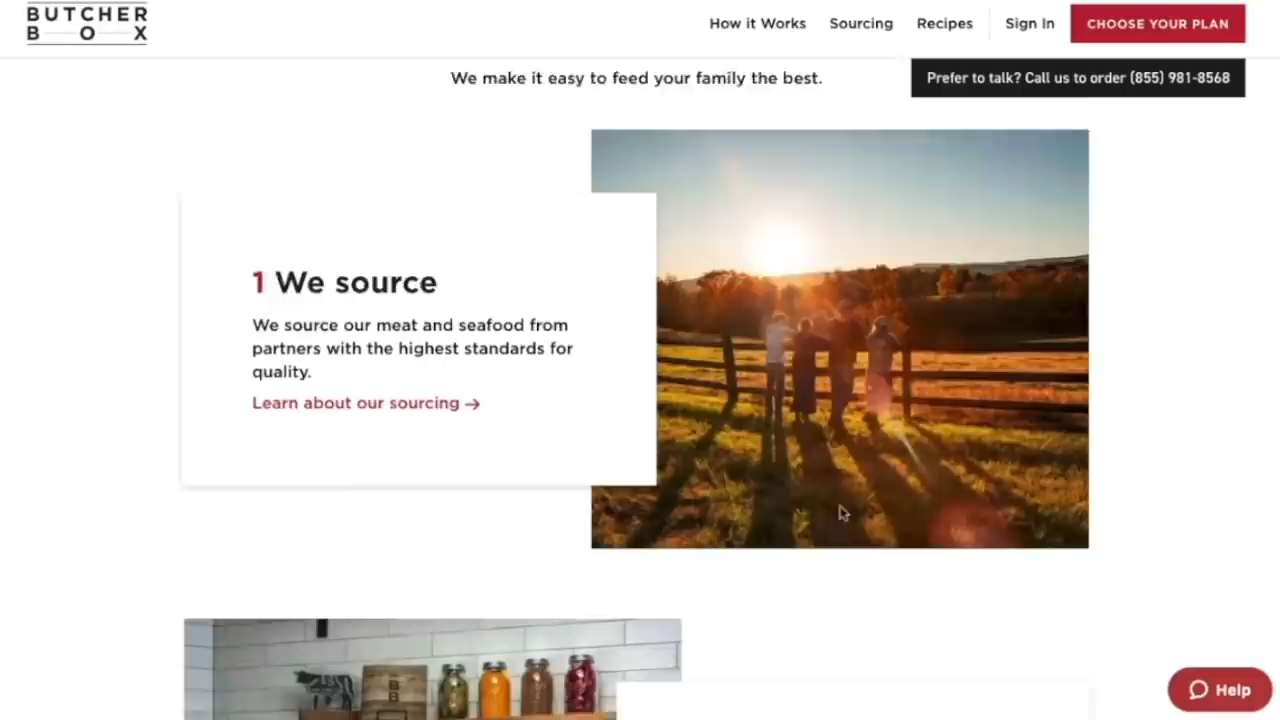 BUTCHER
B O X
How it Works
Sourcing
Recipes
Sign In
CHOOSE YOUR PLAN
We make it easy to feed your family the best.
Prefer to talk? Call us to order (855) 981-8568
1 We source
We source our meat and seafood from
partners with the highest standards for
quality.
Learn about our sourcing →
B B
Help